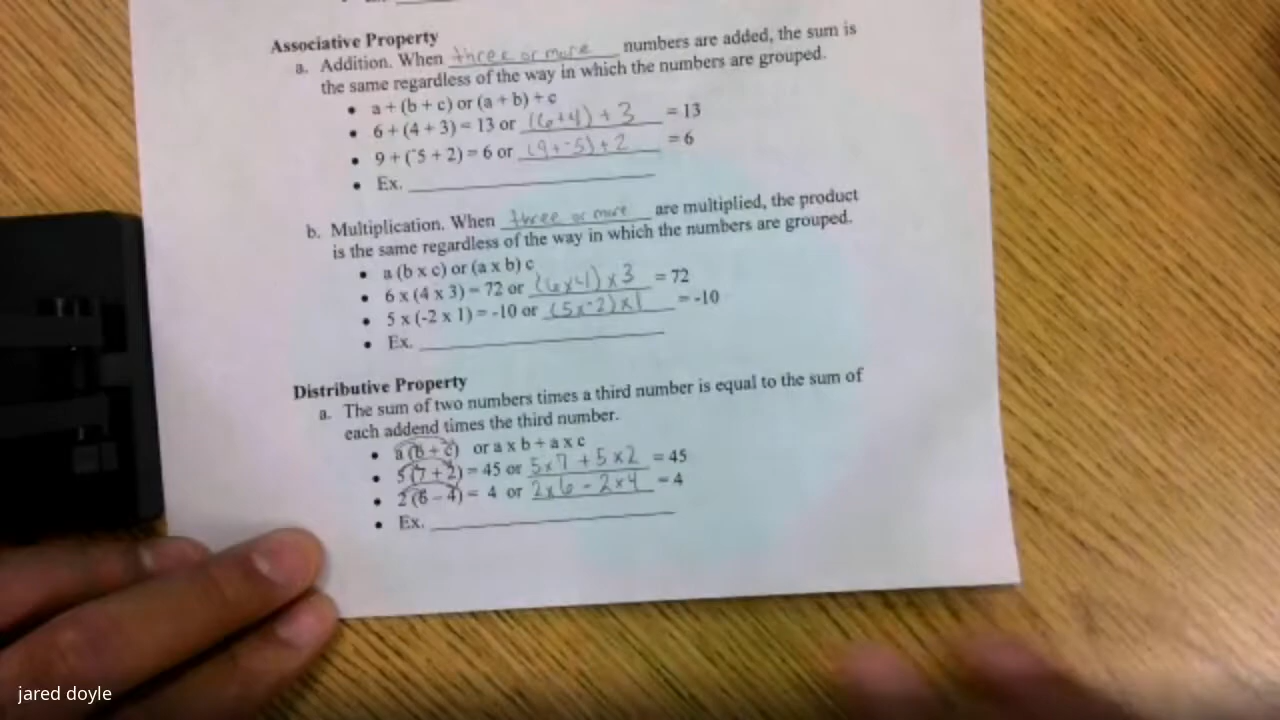 Associative Property
a. Addition. When three or more numbers are added, the sum is
the same regardless of the way in which the numbers are grouped.
• a + (b + c) or (a + b) + c
• 6 + (4 + 3) = 13 or (6+4) + 3 = 13
• 9 + (⁻5 + 2) = 6 or (9+⁻5)+2 = 6
• Ex.
b. Multiplication. When three or more are multiplied, the product
is the same regardless of the way in which the numbers are grouped.
• a (b x c) or (a x b) c
• 6 x (4 x 3) = 72 or (6x4) x 3 = 72
• 5 x (-2 x 1) = -10 or (5x⁻2)x1 = -10
• Ex.
Distributive Property
a. The sum of two numbers times a third number is equal to the sum of
each addend times the third number.
• a (b + c) or a x b + a x c
• 5 (7 + 2) = 45 or 5x7 + 5x2 = 45
• 2 (6 – 4) = 4 or 2x6 - 2x4 = 4
• Ex.
jared doyle